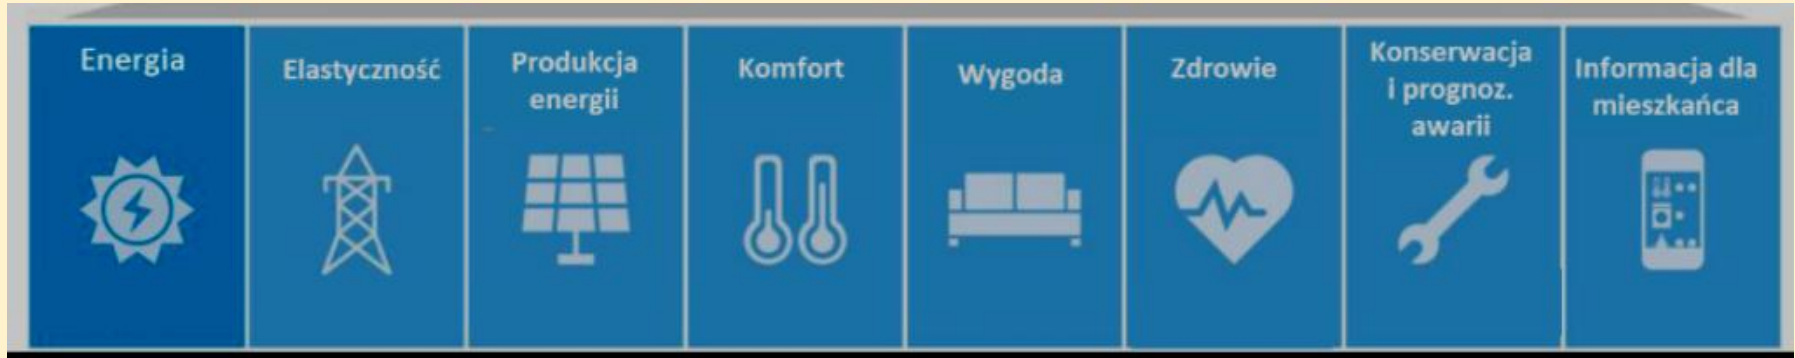 Energia
Elastyczność
Produkcja
energii
Komfort
Wygoda
Zdrowie
Konserwacja
i prognoz.
awarii
Informacja dla
mieszkańca